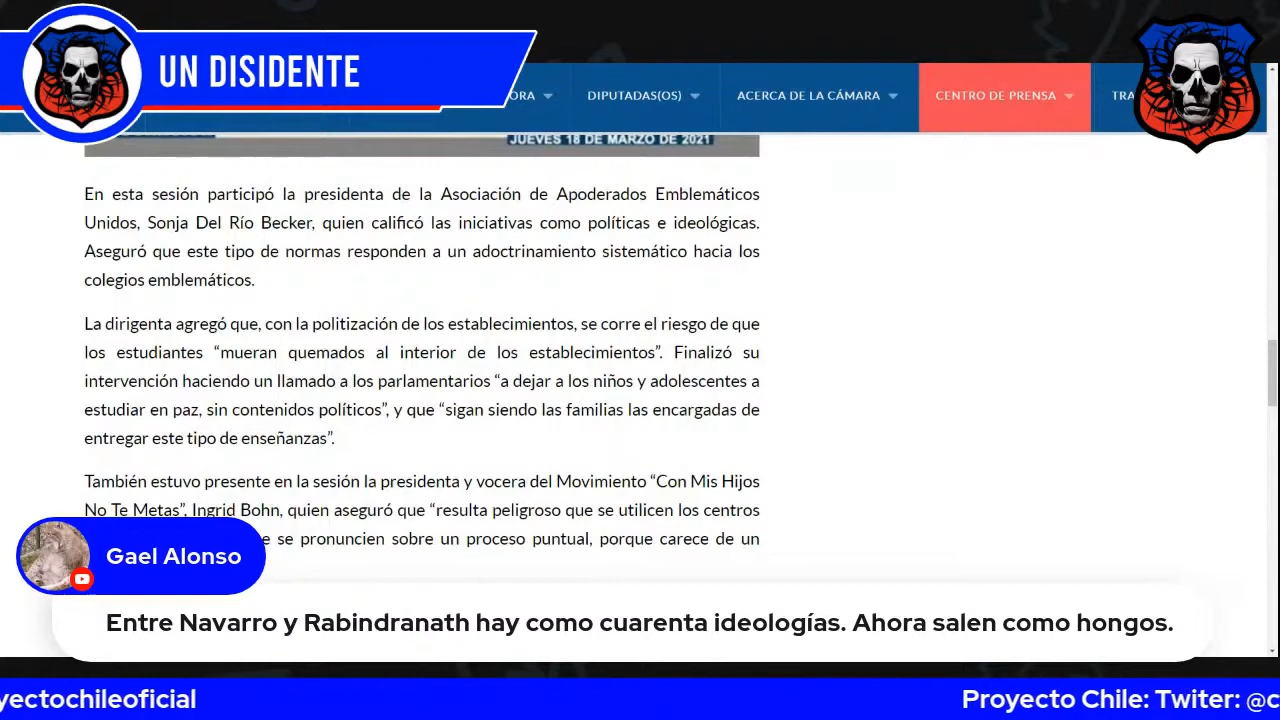 UN DISIDENTE
ORA
DIPUTADAS(OS)
ACERCA DE LA CÁMARA
CENTRO DE PRENSA
TRA
JUEVES 18 DE MARZO DE 2021
En esta sesión participó la presidenta de la Asociación de Apoderados Emblemáticos
Unidos, Sonja Del Río Becker, quien calificó las iniciativas como políticas e ideológicas.
Aseguró que este tipo de normas responden a un adoctrinamiento sistemático hacia los
colegios emblemáticos.
La dirigenta agregó que, con la politización de los establecimientos, se corre el riesgo de que
los estudiantes “mueran quemados al interior de los establecimientos”. Finalizó su
intervención haciendo un llamado a los parlamentarios “a dejar a los niños y adolescentes a
estudiar en paz, sin contenidos políticos”, y que “sigan siendo las familias las encargadas de
entregar este tipo de enseñanzas”.
También estuvo presente en la sesión la presidenta y vocera del Movimiento “Con Mis Hijos
No Te Metas”, Ingrid Bohn, quien aseguró que “resulta peligroso que se utilicen los centros
e se pronuncien sobre un proceso puntual, porque carece de un
Gael Alonso
Entre Navarro y Rabindranath hay como cuarenta ideologías. Ahora salen como hongos.
yectochileoficial
Proyecto Chile: Twiter: @c